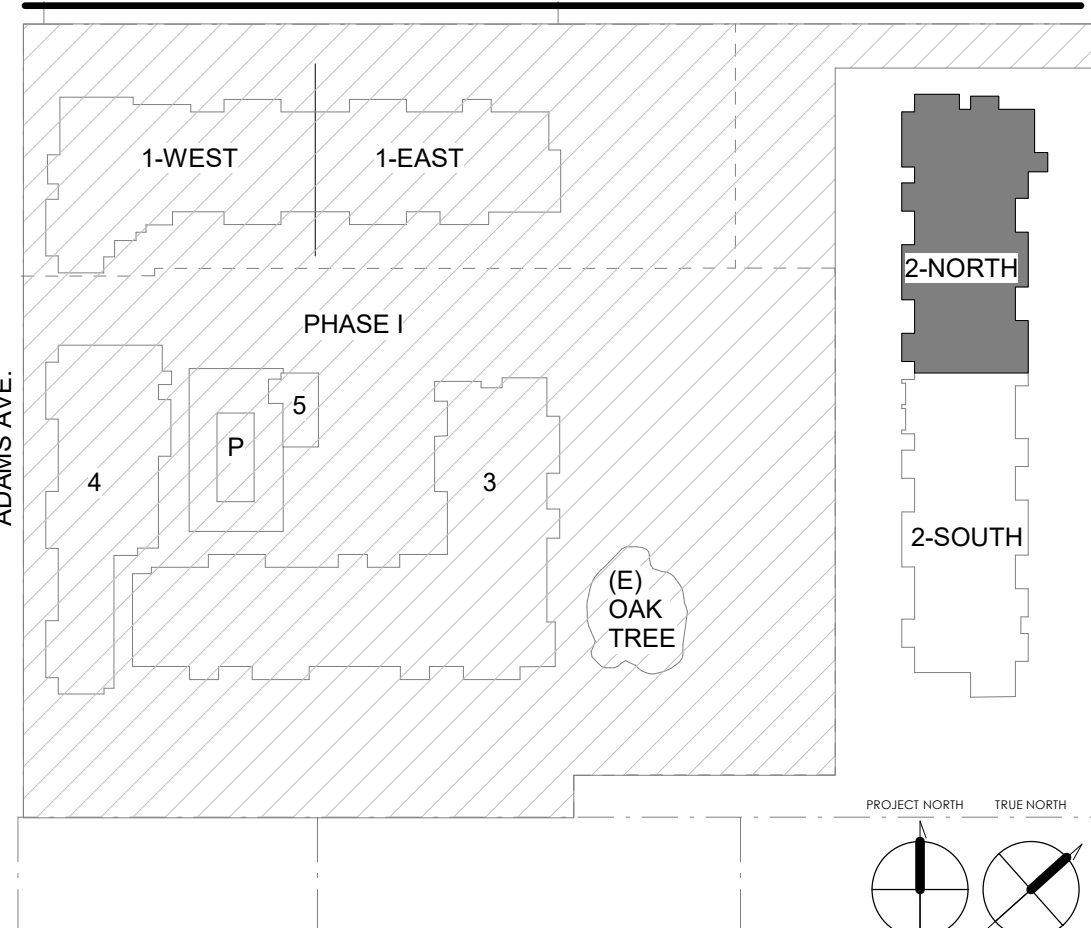 1-WEST
1-EAST
2-NORTH
PHASE I
ADAMS AVE.
5
P
4
3
2-SOUTH
(E)
OAK
TREE
PROJECT NORTH
TRUE NORTH